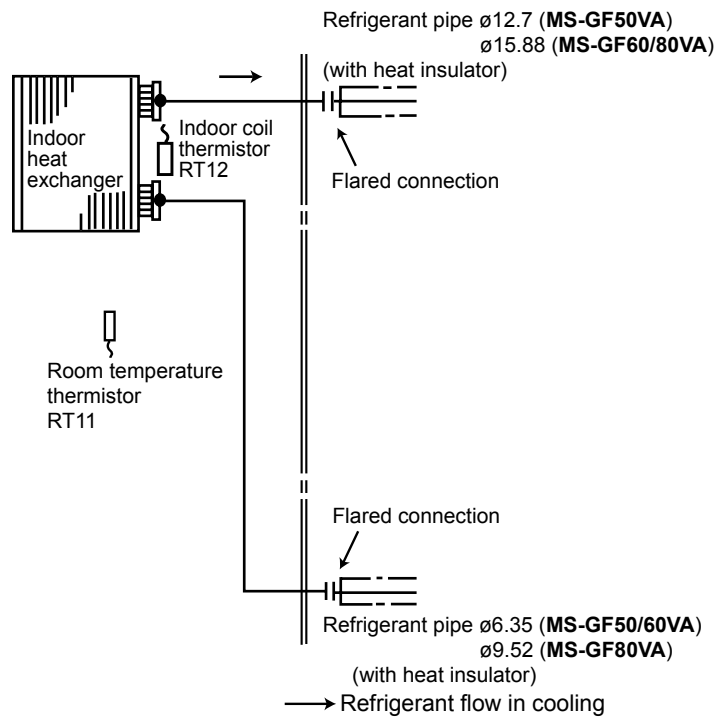 Refrigerant pipe ø12.7 (MS-GF50VA)
ø15.88 (MS-GF60/80VA)
(with heat insulator)
Indoor
heat
exchanger
Indoor coil
thermistor
RT12
Flared connection
Room temperature
thermistor
RT11
Flared connection
Refrigerant pipe ø6.35 (MS-GF50/60VA)
ø9.52 (MS-GF80VA)
(with heat insulator)
Refrigerant flow in cooling